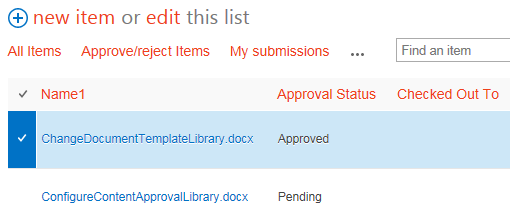 new item or edit this list
All Items Approve/reject Items My submissions ... Find an item
Name1 Approval Status Checked Out To
ChangeDocumentTemplateLibrary.docx Approved
ConfigureContentApprovalLibrary.docx Pending